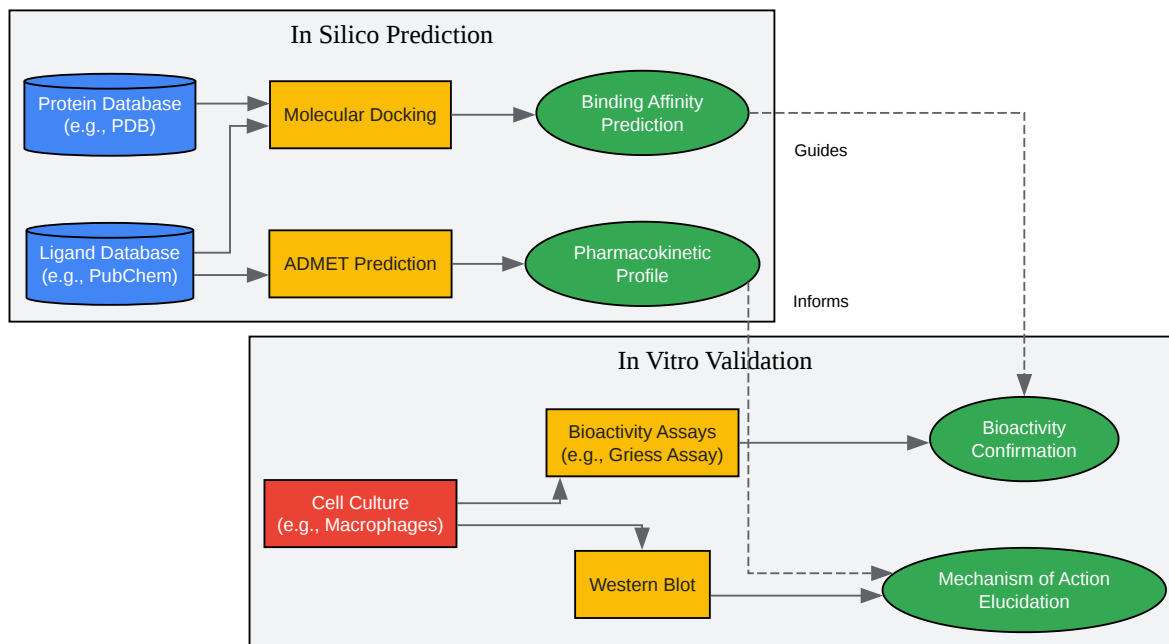 In Silico Prediction
Protein Database
(e.g., PDB)
Molecular Docking
Binding Affinity
Prediction
Guides
Ligand Database
(e.g., PubChem)
ADMET Prediction
Pharmacokinetic
Profile
Informs
In Vitro Validation
Bioactivity Assays
(e.g., Griess Assay)
Bioactivity
Confirmation
Cell Culture
(e.g., Macrophages)
Western Blot
Mechanism of Action
Elucidation